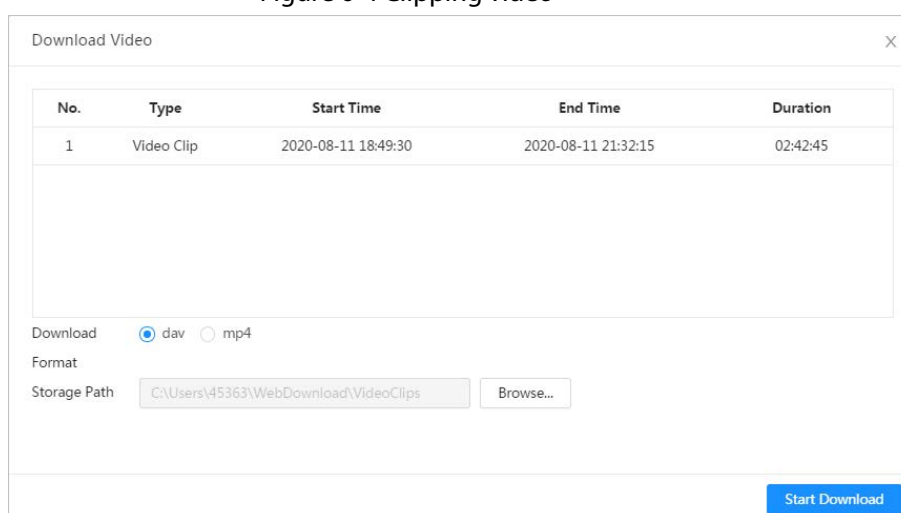 Download Video
No. Type Start Time End Time Duration
1 Video Clip 2020-08-11 18:49:30 2020-08-11 21:32:15 02:42:45
Download dav mp4
Format
Storage Path C:\Users\45363\WebDownload\VideoClips Browse...
Start Download